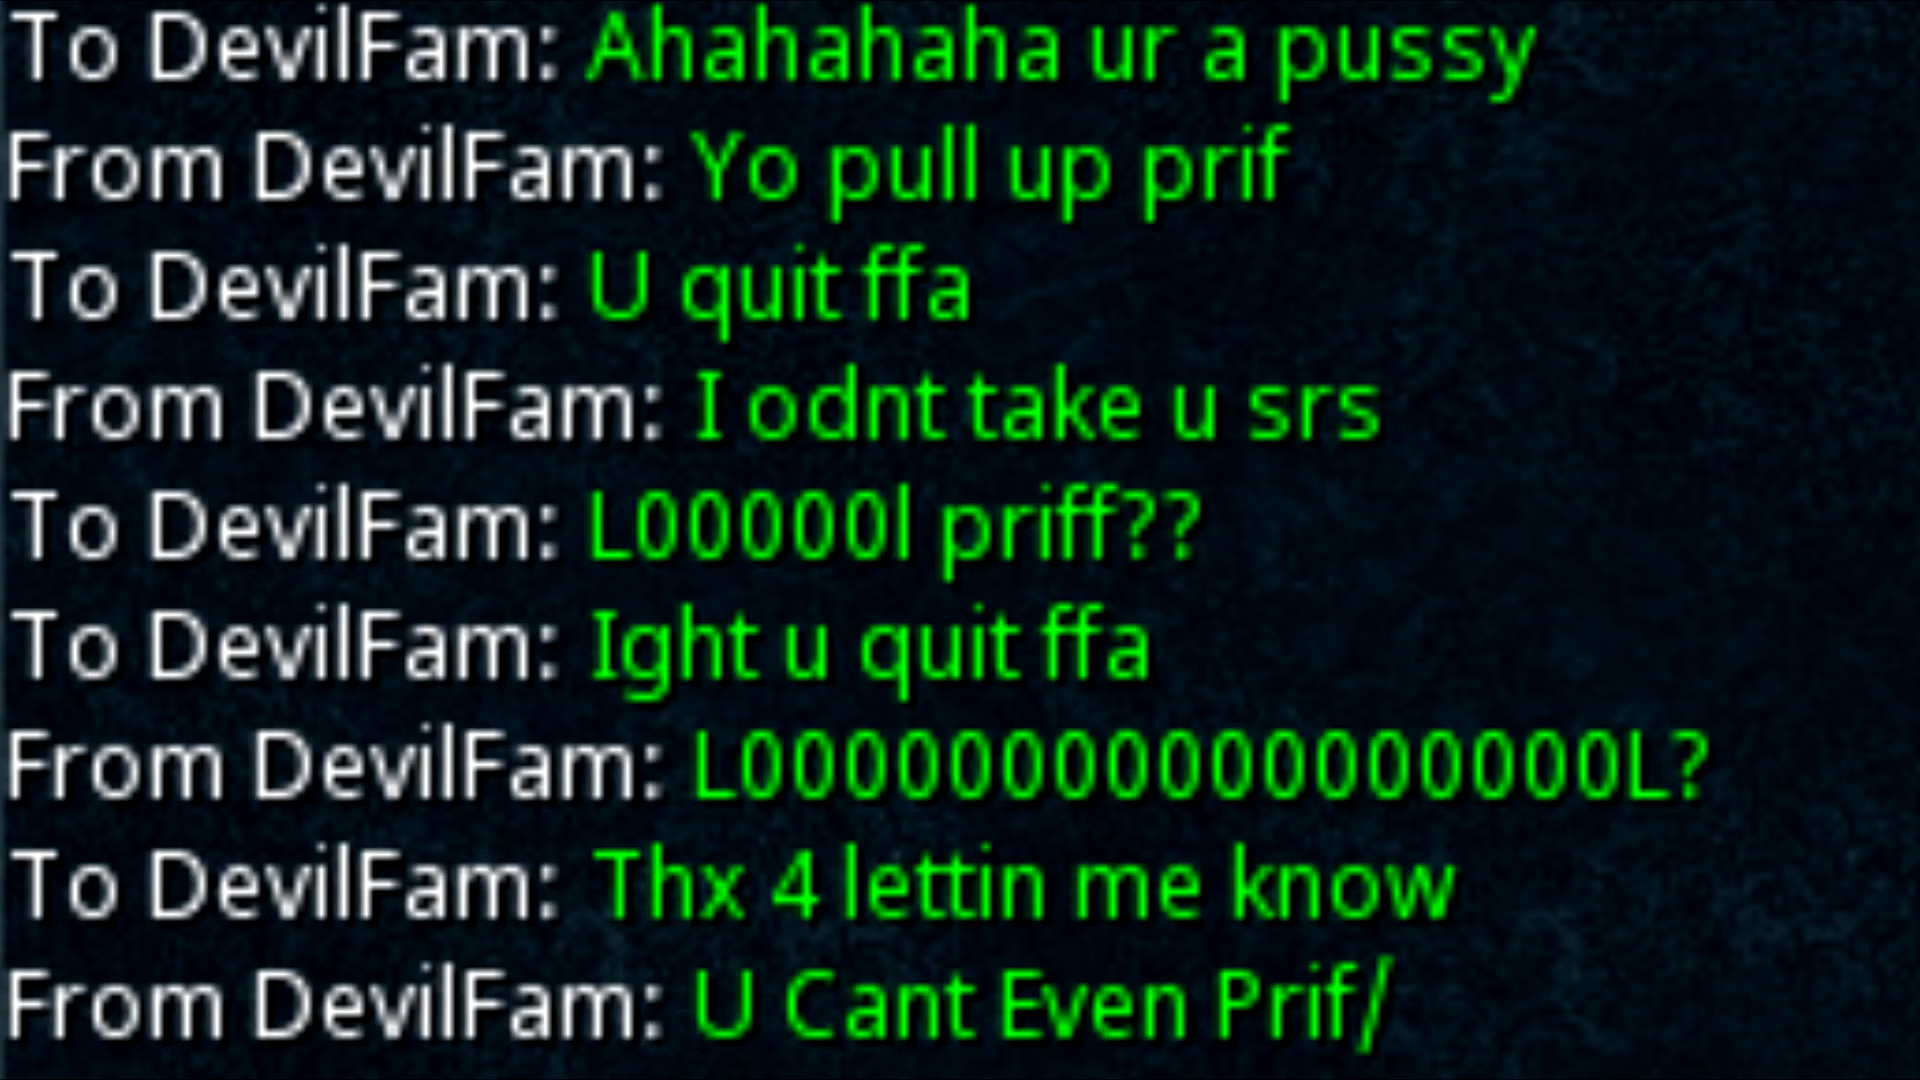 To DevilFam: Ahahahaha ur a pussy
From DevilFam: Yo pull up prif
To DevilFam: U quit ffa
From DevilFam: I odnt take u srs
To DevilFam: L00000l priff??
To DevilFam: Ight u quit ffa
From DevilFam: L00000000000000000L?
To DevilFam: Thx 4 lettin me know
From DevilFam: U Cant Even Prif/